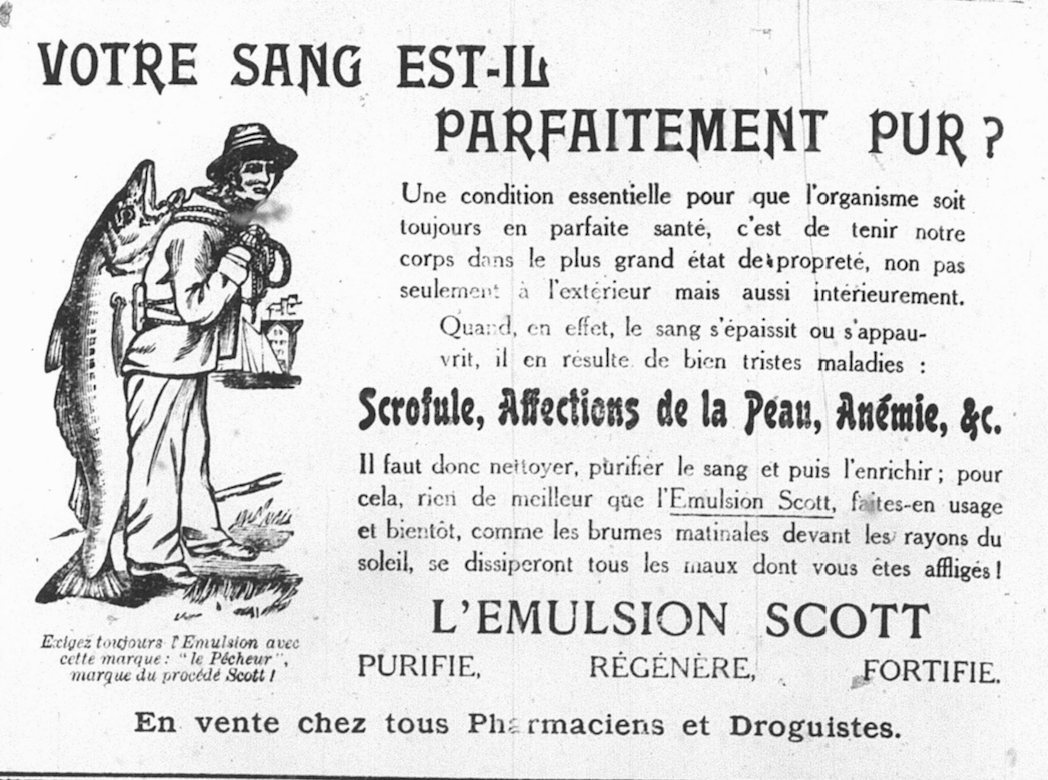 VOTRE SANG EST-IL
PARFAITEMENT PUR ?
Une condition essentielle pour que l'organisme soit
toujours en parfaite santé, c'est de tenir notre
corps dans le plus grand état de propreté, non pas
seulement à l'extérieur mais aussi intérieurement.
Quand, en effet, le sang s'épaissit ou s'appau-
vrit, il en résulte de bien tristes maladies :
Scrofule, Affections de la Peau, Anémie, &c.
Il faut donc nettoyer, purifier le sang et puis l'enrichir ; pour
cela, rien de meilleur que l'Emulsion Scott, faites-en usage
et bientôt, comme les brumes matinales devant les rayons du
soleil, se dissiperont tous les maux dont vous êtes affligés !
L'EMULSION SCOTT
PURIFIE, RÉGÉNÈRE, FORTIFIE.
Exigez toujours l'Emulsion avec
cette marque : "le Pêcheur",
marque du procédé Scott !
En vente chez tous Pharmaciens et Droguistes.